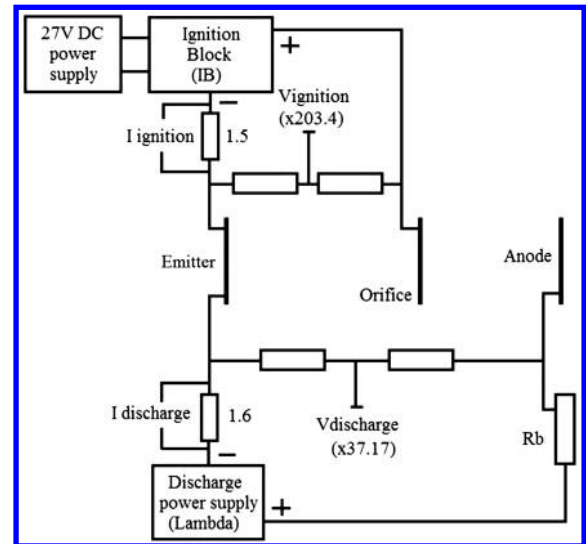 27V DC
power
supply
Ignition
Block
(IB)
+
−
Vignition
(x203.4)
I ignition
1.5
Emitter
Orifice
Anode
I discharge
1.6
Vdischarge
(x37.17)
Rb
−
Discharge
power supply
(Lambda)
+